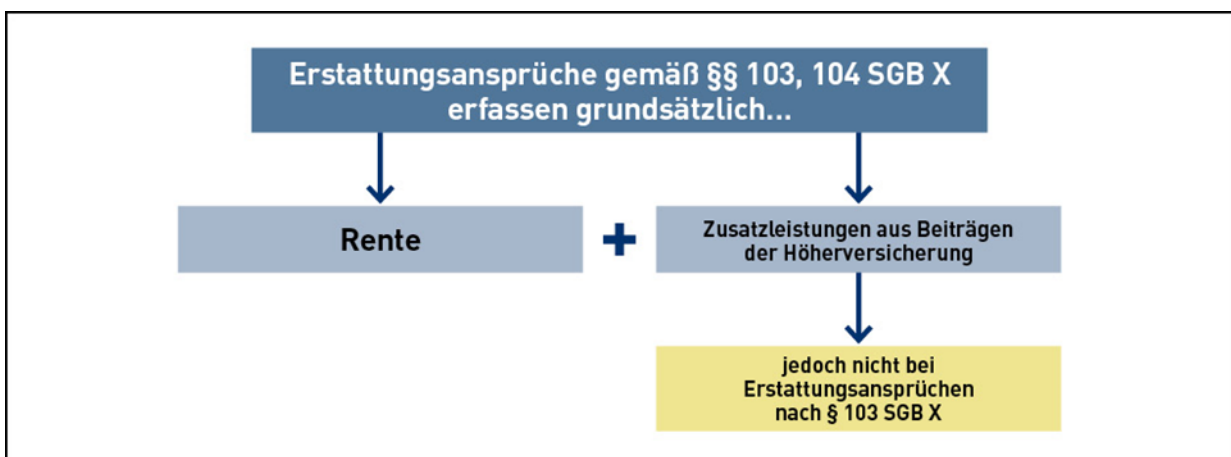 Erstattungsansprüche gemäß §§ 103, 104 SGB X
erfassen grundsätzlich...
Rente
+
Zusatzleistungen aus Beiträgen
der Höherversicherung
jedoch nicht bei
Erstattungsansprüchen
nach § 103 SGB X